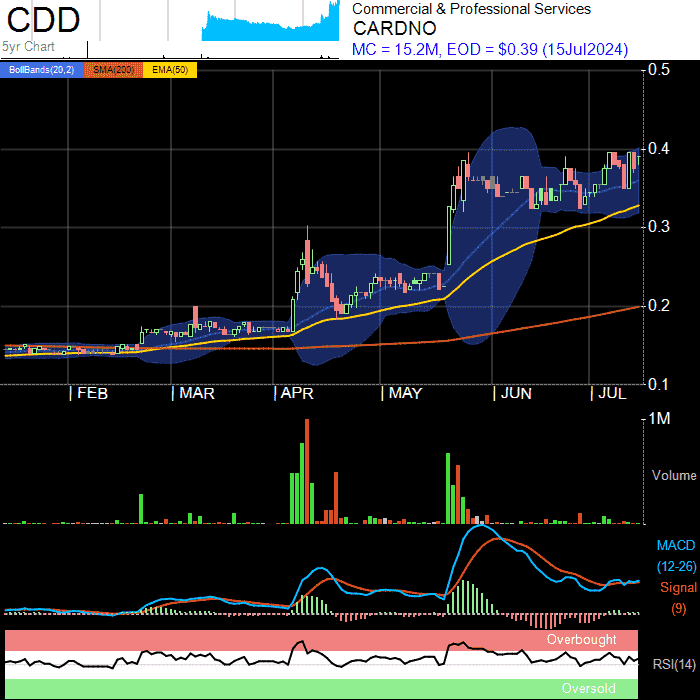 CDD
5yr Chart
Commercial & Professional Services
CARDNO
MC = 15.2M, EOD = $0.39 (15Jul2024)
BollBands(20,2) SMA(200) EMA(50)
0.5
0.4
0.3
0.2
0.1
FEB MAR APR MAY JUN JUL
1M
Volume
MACD
(12-26)
Signal
(9)
Overbought
RSI(14)
Oversold